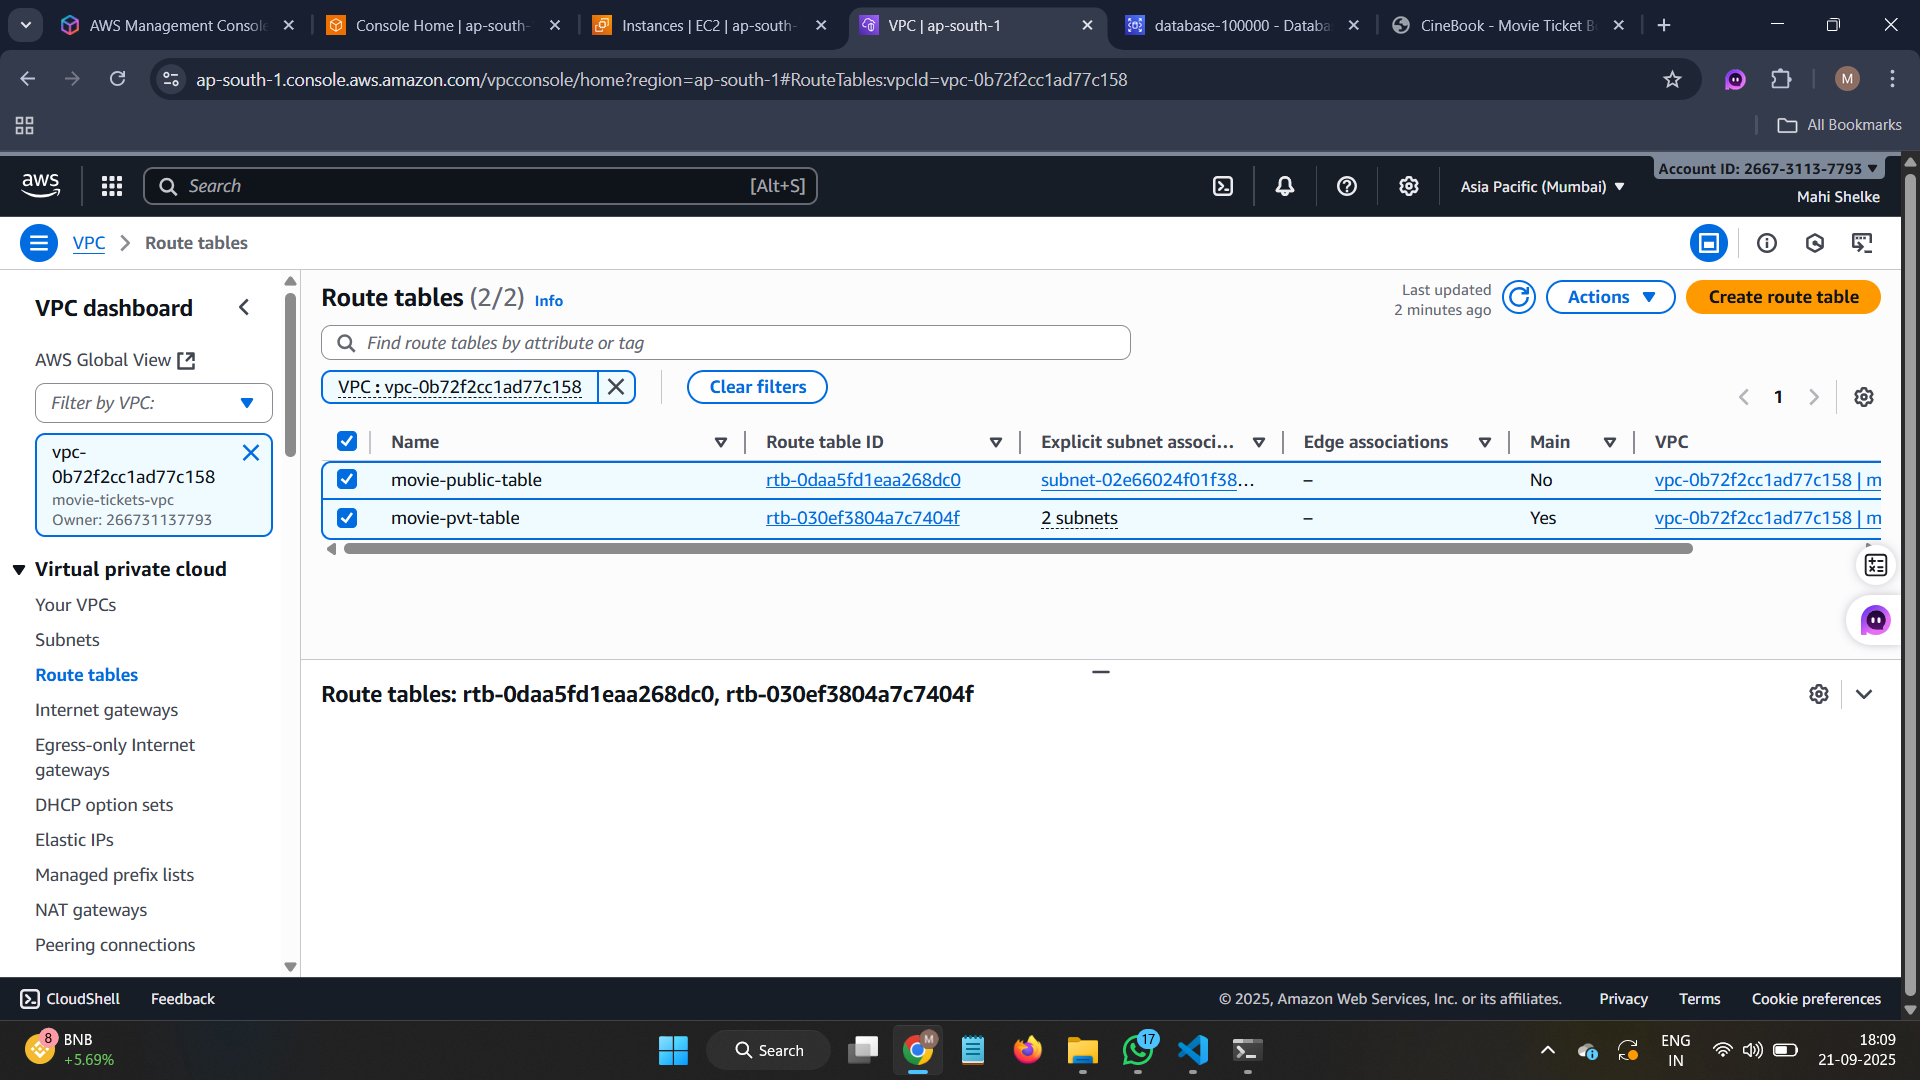 AWS Management Console
Console Home | ap-south-
Instances | EC2 | ap-south-
VPC | ap-south-1
database-100000 - Databa
CineBook - Movie Ticket B
ap-south-1.console.aws.amazon.com/vpcconsole/home?region=ap-south-1#RouteTables:vpcId=vpc-0b72f2cc1ad77c158
M
All Bookmarks
aws
Search
[Alt+S]
Asia Pacific (Mumbai)
Account ID: 2667-3113-7793
Mahi Shelke
VPC
Route tables
VPC dashboard
AWS Global View
Filter by VPC:
vpc-
0b72f2cc1ad77c158
movie-tickets-vpc
Owner: 266731137793
Virtual private cloud
Your VPCs
Subnets
Route tables
Internet gateways
Egress-only Internet
gateways
DHCP option sets
Elastic IPs
Managed prefix lists
NAT gateways
Peering connections
Route tables (2/2) Info
Last updated
2 minutes ago
Actions
Create route table
Find route tables by attribute or tag
VPC : vpc-0b72f2cc1ad77c158
Clear filters
1
Name Route table ID Explicit subnet associ... Edge associations Main VPC
movie-public-table rtb-0daa5fd1eaa268dc0 subnet-02e66024f01f38... – No vpc-0b72f2cc1ad77c158 | m
movie-pvt-table rtb-030ef3804a7c7404f 2 subnets – Yes vpc-0b72f2cc1ad77c158 | m
Route tables: rtb-0daa5fd1eaa268dc0, rtb-030ef3804a7c7404f
CloudShell
Feedback
© 2025, Amazon Web Services, Inc. or its affiliates.
Privacy
Terms
Cookie preferences
8
BNB
+5.69%
Search
M
17
ENG
IN
18:09
21-09-2025